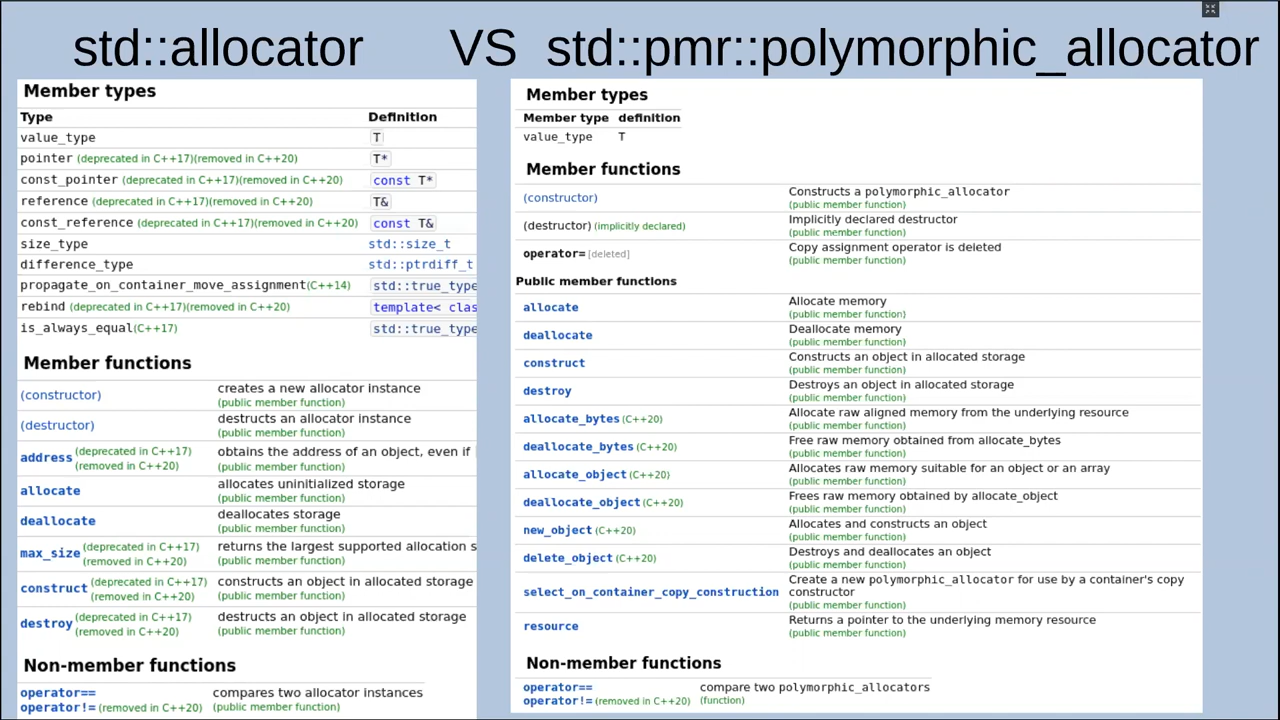 std::allocator VS std::pmr::polymorphic_allocator
Member types
Type Definition
value_type T
pointer (deprecated in C++17)(removed in C++20) T*
const_pointer (deprecated in C++17)(removed in C++20) const T*
reference (deprecated in C++17)(removed in C++20) T&
const_reference (deprecated in C++17)(removed in C++20) const T&
size_type std::size_t
difference_type std::ptrdiff_t
propagate_on_container_move_assignment(C++14) std::true_type
rebind (deprecated in C++17)(removed in C++20) template< clas
is_always_equal(C++17) std::true_type
Member functions
(constructor) creates a new allocator instance
(public member function)
(destructor) destructs an allocator instance
(public member function)
address (deprecated in C++17) obtains the address of an object, even if
(removed in C++20) (public member function)
allocate allocates uninitialized storage
(public member function)
deallocate deallocates storage
(public member function)
max_size (deprecated in C++17) returns the largest supported allocation s
(removed in C++20) (public member function)
construct (deprecated in C++17) constructs an object in allocated storage
(removed in C++20) (public member function)
destroy (deprecated in C++17) destructs an object in allocated storage
(removed in C++20) (public member function)
Non-member functions
operator== compares two allocator instances
operator!= (removed in C++20) (public member function)
Member types
Member type definition
value_type T
Member functions
(constructor) Constructs a polymorphic_allocator
(public member function)
(destructor) (implicitly declared) Implicitly declared destructor
(public member function)
operator= [deleted] Copy assignment operator is deleted
(public member function)
Public member functions
allocate Allocate memory
(public member function)
deallocate Deallocate memory
(public member function)
construct Constructs an object in allocated storage
(public member function)
destroy Destroys an object in allocated storage
(public member function)
allocate_bytes (C++20) Allocate raw aligned memory from the underlying resource
(public member function)
deallocate_bytes (C++20) Free raw memory obtained from allocate_bytes
(public member function)
allocate_object (C++20) Allocates raw memory suitable for an object or an array
(public member function)
deallocate_object (C++20) Frees raw memory obtained by allocate_object
(public member function)
new_object (C++20) Allocates and constructs an object
(public member function)
delete_object (C++20) Destroys and deallocates an object
(public member function)
select_on_container_copy_construction Create a new polymorphic_allocator for use by a container's copy
constructor
(public member function)
resource Returns a pointer to the underlying memory resource
(public member function)
Non-member functions
operator== compare two polymorphic_allocators
operator!= (removed in C++20) (function)